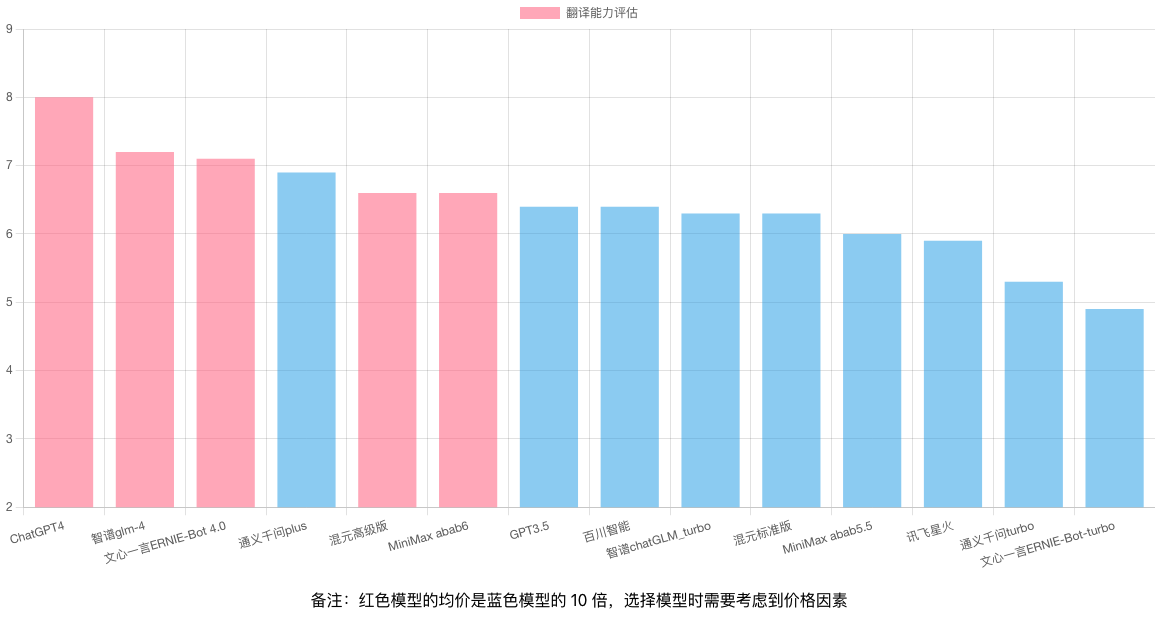 翻译能力评估
9
8
7
6
5
4
3
2
ChatGPT4
智谱glm-4
文心一言ERNIE-Bot 4.0
通义千问plus
混元高级版
MiniMax abab6
GPT3.5
百川智能
智谱chatGLM_turbo
混元标准版
MiniMax abab5.5
讯飞星火
通义千问turbo
文心一言ERNIE-Bot-turbo
备注：红色模型的均价是蓝色模型的 10 倍，选择模型时需要考虑到价格因素